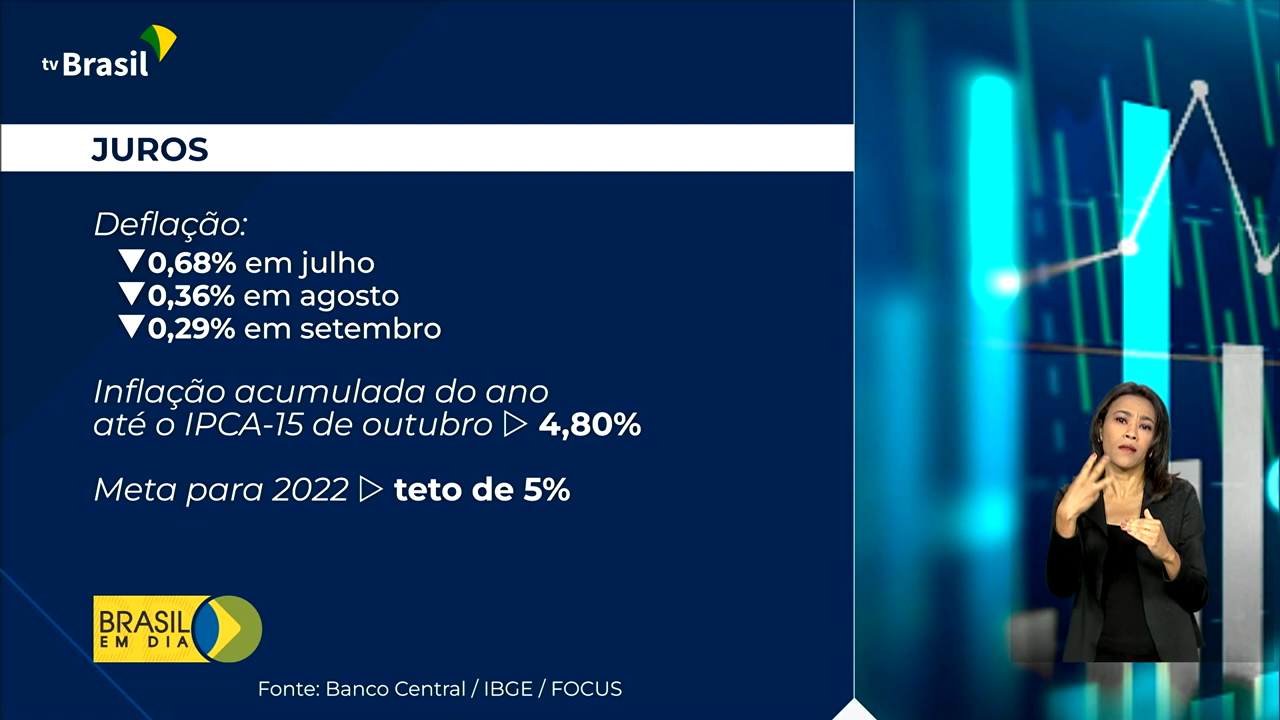 tv Brasil
JUROS
Deflação:
▼0,68% em julho
▼0,36% em agosto
▼0,29% em setembro
Inflação acumulada do ano
até o IPCA-15 de outubro ▷ 4,80%
Meta para 2022 ▷ teto de 5%
BRASIL
EM DIA
Fonte: Banco Central / IBGE / FOCUS